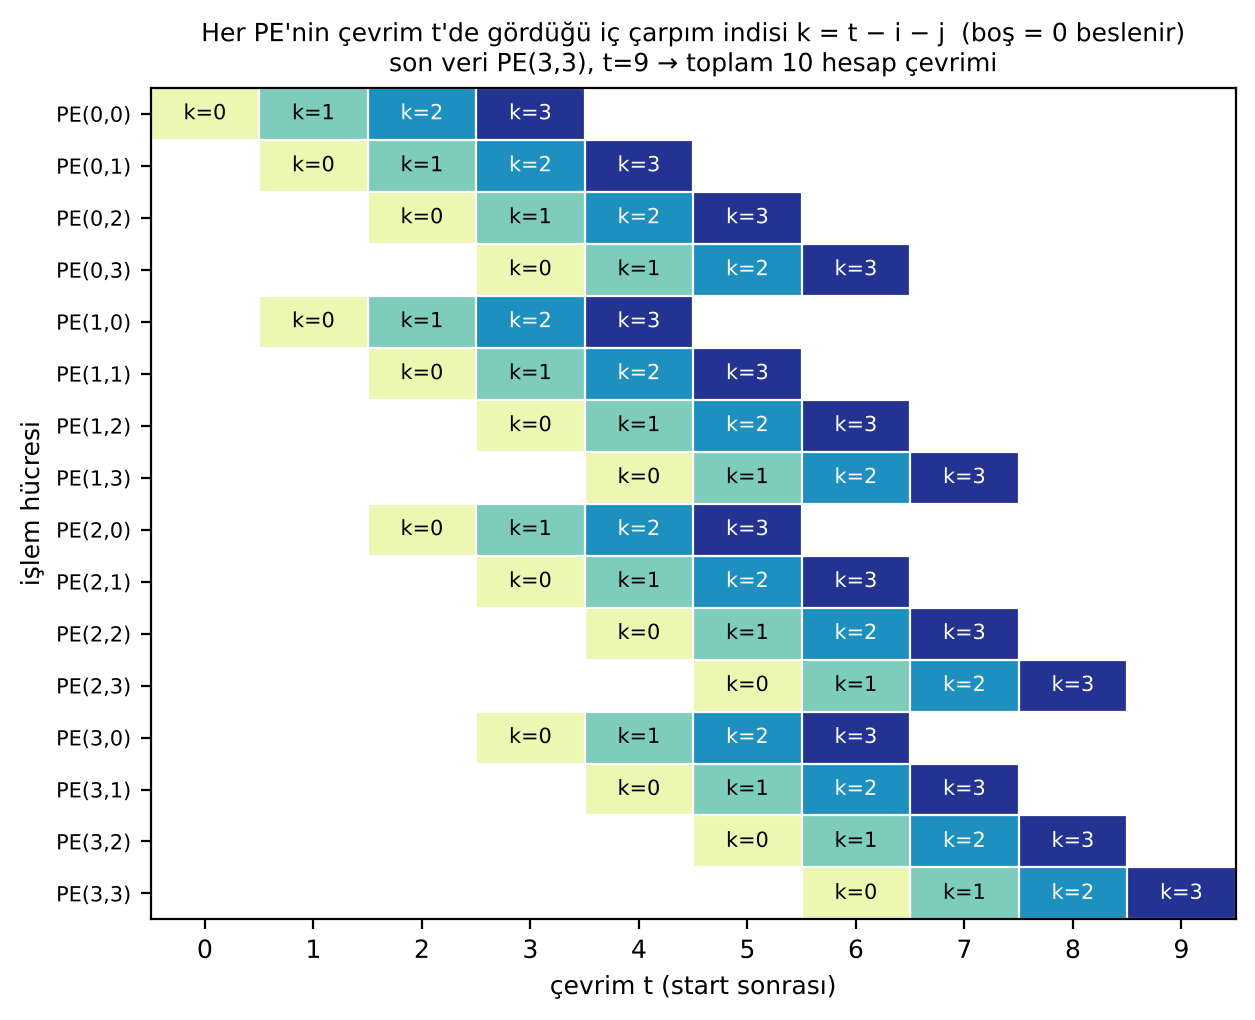 Her PE'nin çevrim t'de gördüğü iç çarpım indisi k = t − i − j  (boş = 0 beslenir)
son veri PE(3,3), t=9 → toplam 10 hesap çevrimi
işlem hücresi
PE(0,0) k=0 k=1 k=2 k=3
PE(0,1) k=0 k=1 k=2 k=3
PE(0,2) k=0 k=1 k=2 k=3
PE(0,3) k=0 k=1 k=2 k=3
PE(1,0) k=0 k=1 k=2 k=3
PE(1,1) k=0 k=1 k=2 k=3
PE(1,2) k=0 k=1 k=2 k=3
PE(1,3) k=0 k=1 k=2 k=3
PE(2,0) k=0 k=1 k=2 k=3
PE(2,1) k=0 k=1 k=2 k=3
PE(2,2) k=0 k=1 k=2 k=3
PE(2,3) k=0 k=1 k=2 k=3
PE(3,0) k=0 k=1 k=2 k=3
PE(3,1) k=0 k=1 k=2 k=3
PE(3,2) k=0 k=1 k=2 k=3
PE(3,3) k=0 k=1 k=2 k=3
0 1 2 3 4 5 6 7 8 9
çevrim t (start sonrası)